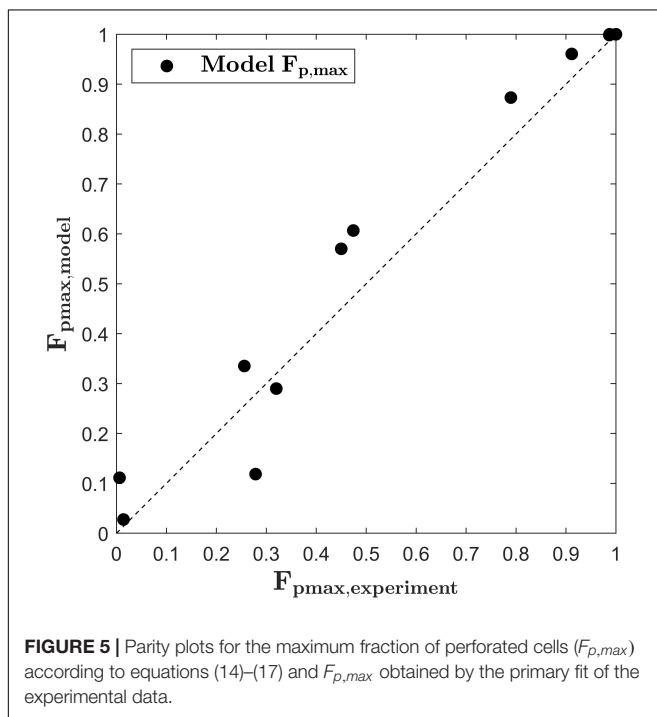 1
0.9
0.8
0.7
0.6
0.5
0.4
0.3
0.2
0.1
0
Model F_p,max
F_pmax,model
0 0.1 0.2 0.3 0.4 0.5 0.6 0.7 0.8 0.9 1
F_pmax,experiment
FIGURE 5 | Parity plots for the maximum fraction of perforated cells (F_p,max)
according to equations (14)–(17) and F_p,max obtained by the primary fit of the
experimental data.